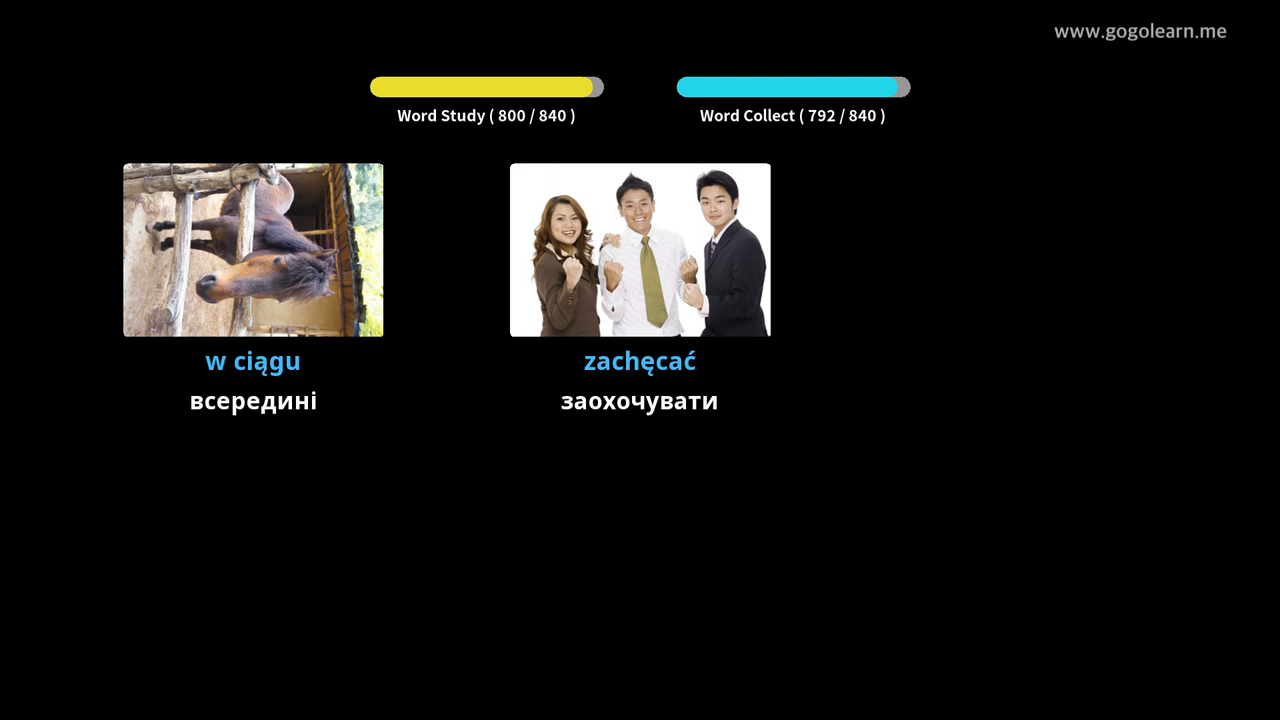 www.gogolearn.me
Word Study ( 800 / 840 )
Word Collect ( 792 / 840 )
w ciągu
всередині
zachęcać
заохочувати